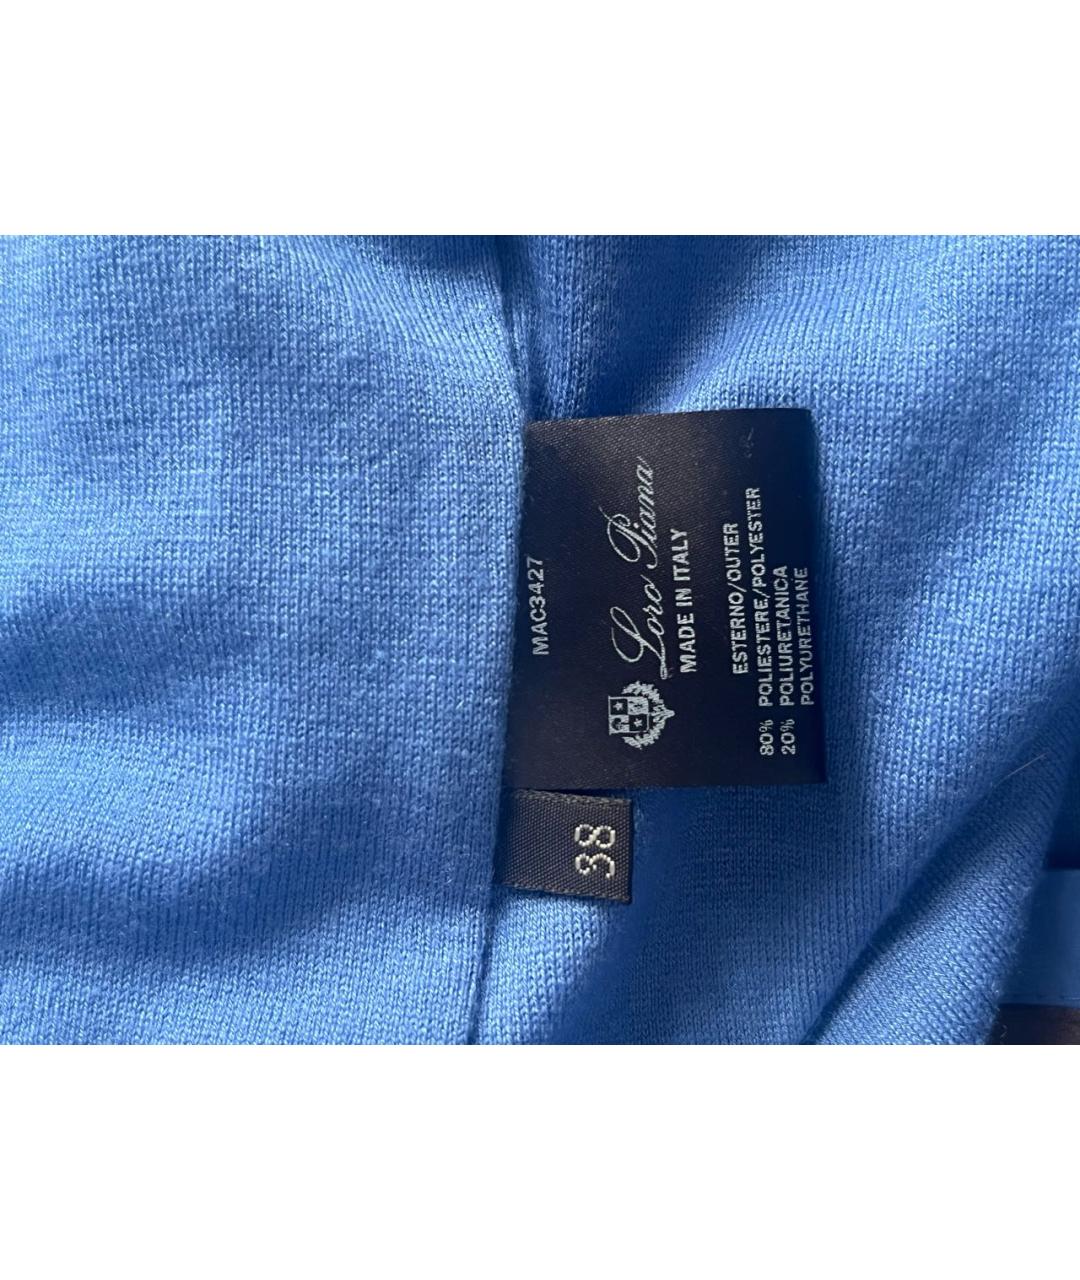 MAC3427
Loro Piana
MADE IN ITALY
ESTERNO/OUTER
80% POLIESTERE/POLYESTER
20% POLIURETANICA
POLYURETHANE
38